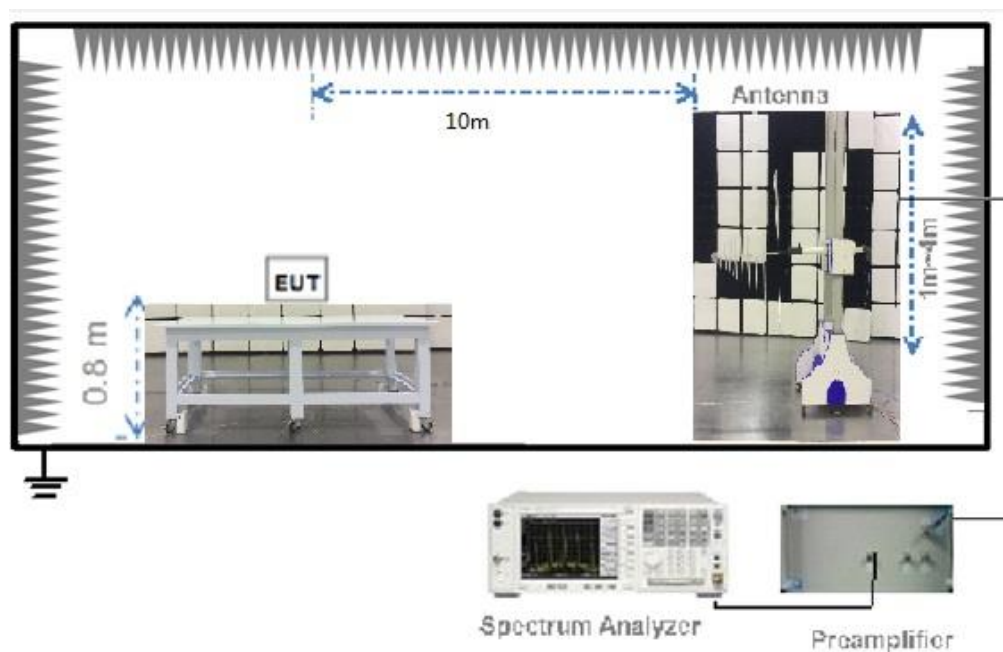 Antenna
10m
1m~4m
EUT
0.8 m
Spectrum Analyzer
Preamplifier